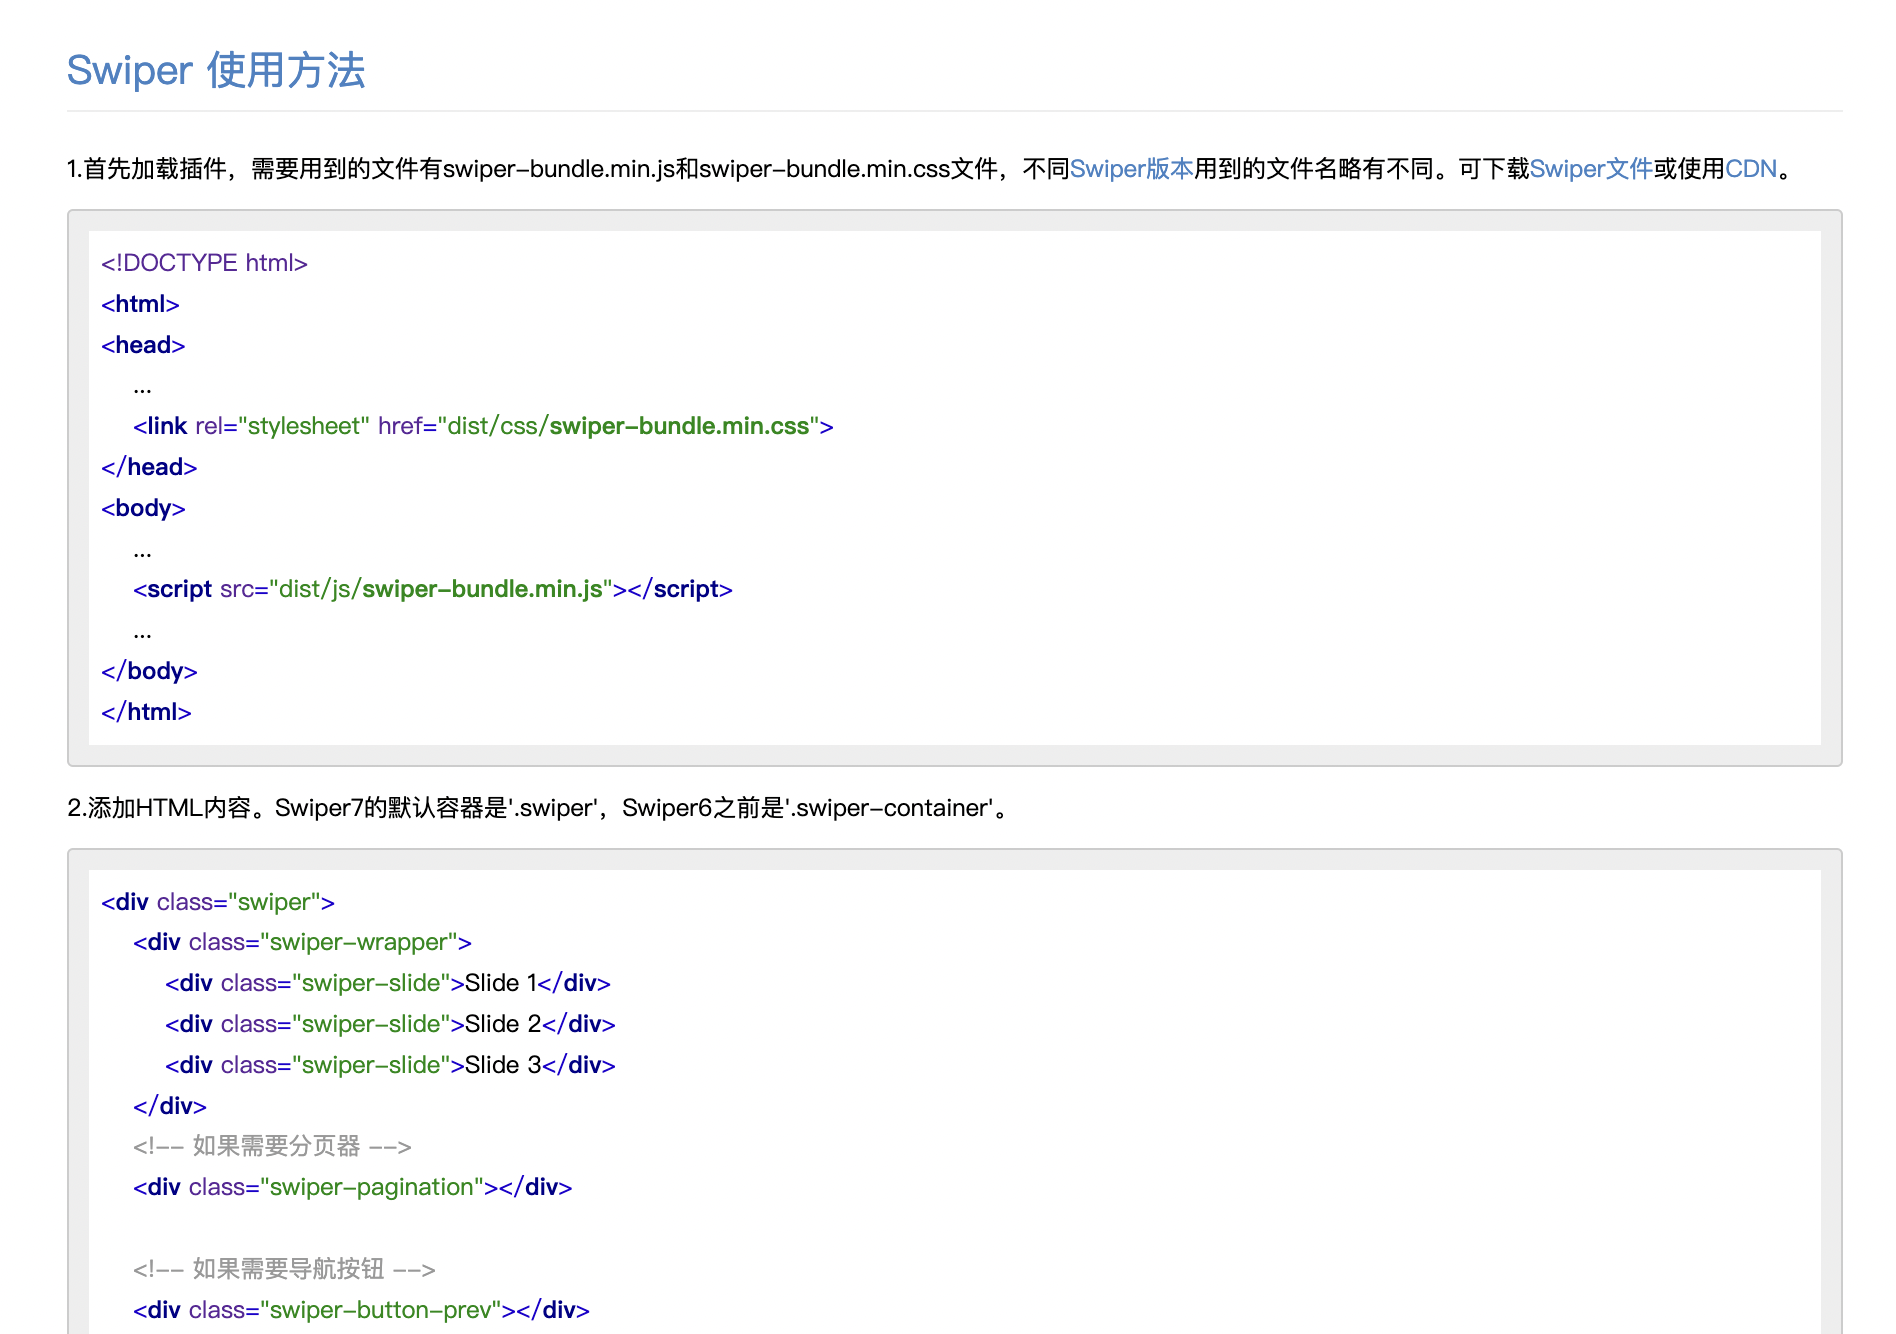 Swiper 使用方法
1.首先加载插件，需要用到的文件有swiper-bundle.min.js和swiper-bundle.min.css文件，不同Swiper版本用到的文件名略有不同。可下载Swiper文件或使用CDN。
<!DOCTYPE html>
<html>
<head>
...
<link rel="stylesheet" href="dist/css/swiper-bundle.min.css">
</head>
<body>
...
<script src="dist/js/swiper-bundle.min.js"></script>
...
</body>
</html>
2.添加HTML内容。Swiper7的默认容器是'.swiper'，Swiper6之前是'.swiper-container'。
<div class="swiper">
<div class="swiper-wrapper">
<div class="swiper-slide">Slide 1</div>
<div class="swiper-slide">Slide 2</div>
<div class="swiper-slide">Slide 3</div>
</div>
<!-- 如果需要分页器 -->
<div class="swiper-pagination"></div>
<!-- 如果需要导航按钮 -->
<div class="swiper-button-prev"></div>